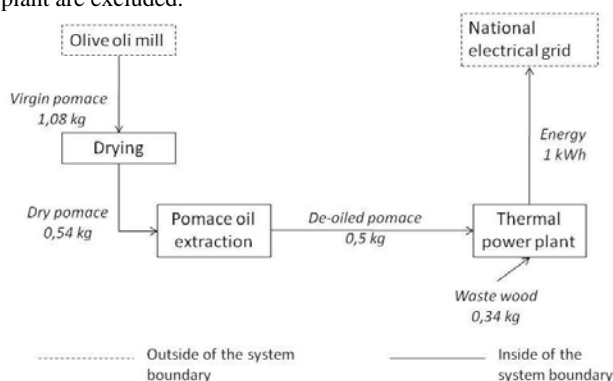 plant are excluded.
Olive oli mill
National
electrical grid
Virgin pomace
1,08 kg
Energy
1 kWh
Drying
Dry pomace
0,54 kg
Pomace oil
extraction
De-oiled pomace
0,5 kg
Thermal
power plant
Waste wood
0,34 kg
Outside of the system
boundary
Inside of the
system boundary